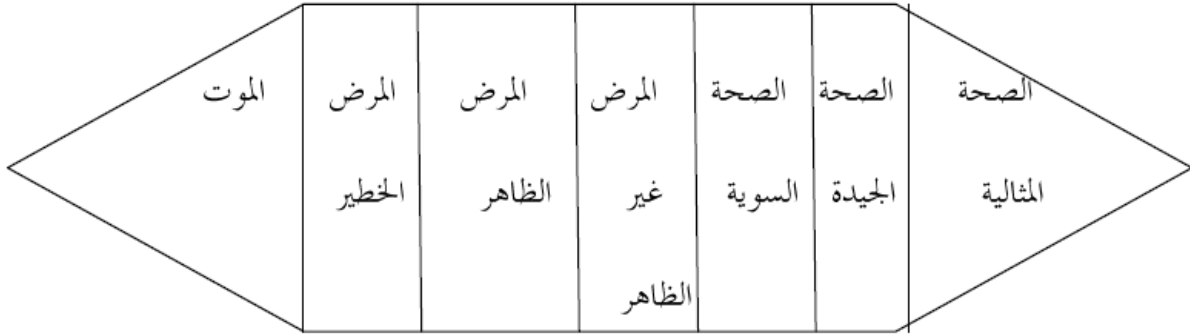 الصحة المثالية
الصحة الجيدة
الصحة السوية
المرض غير الظاهر
المرض الظاهر
المرض الخطير
الموت